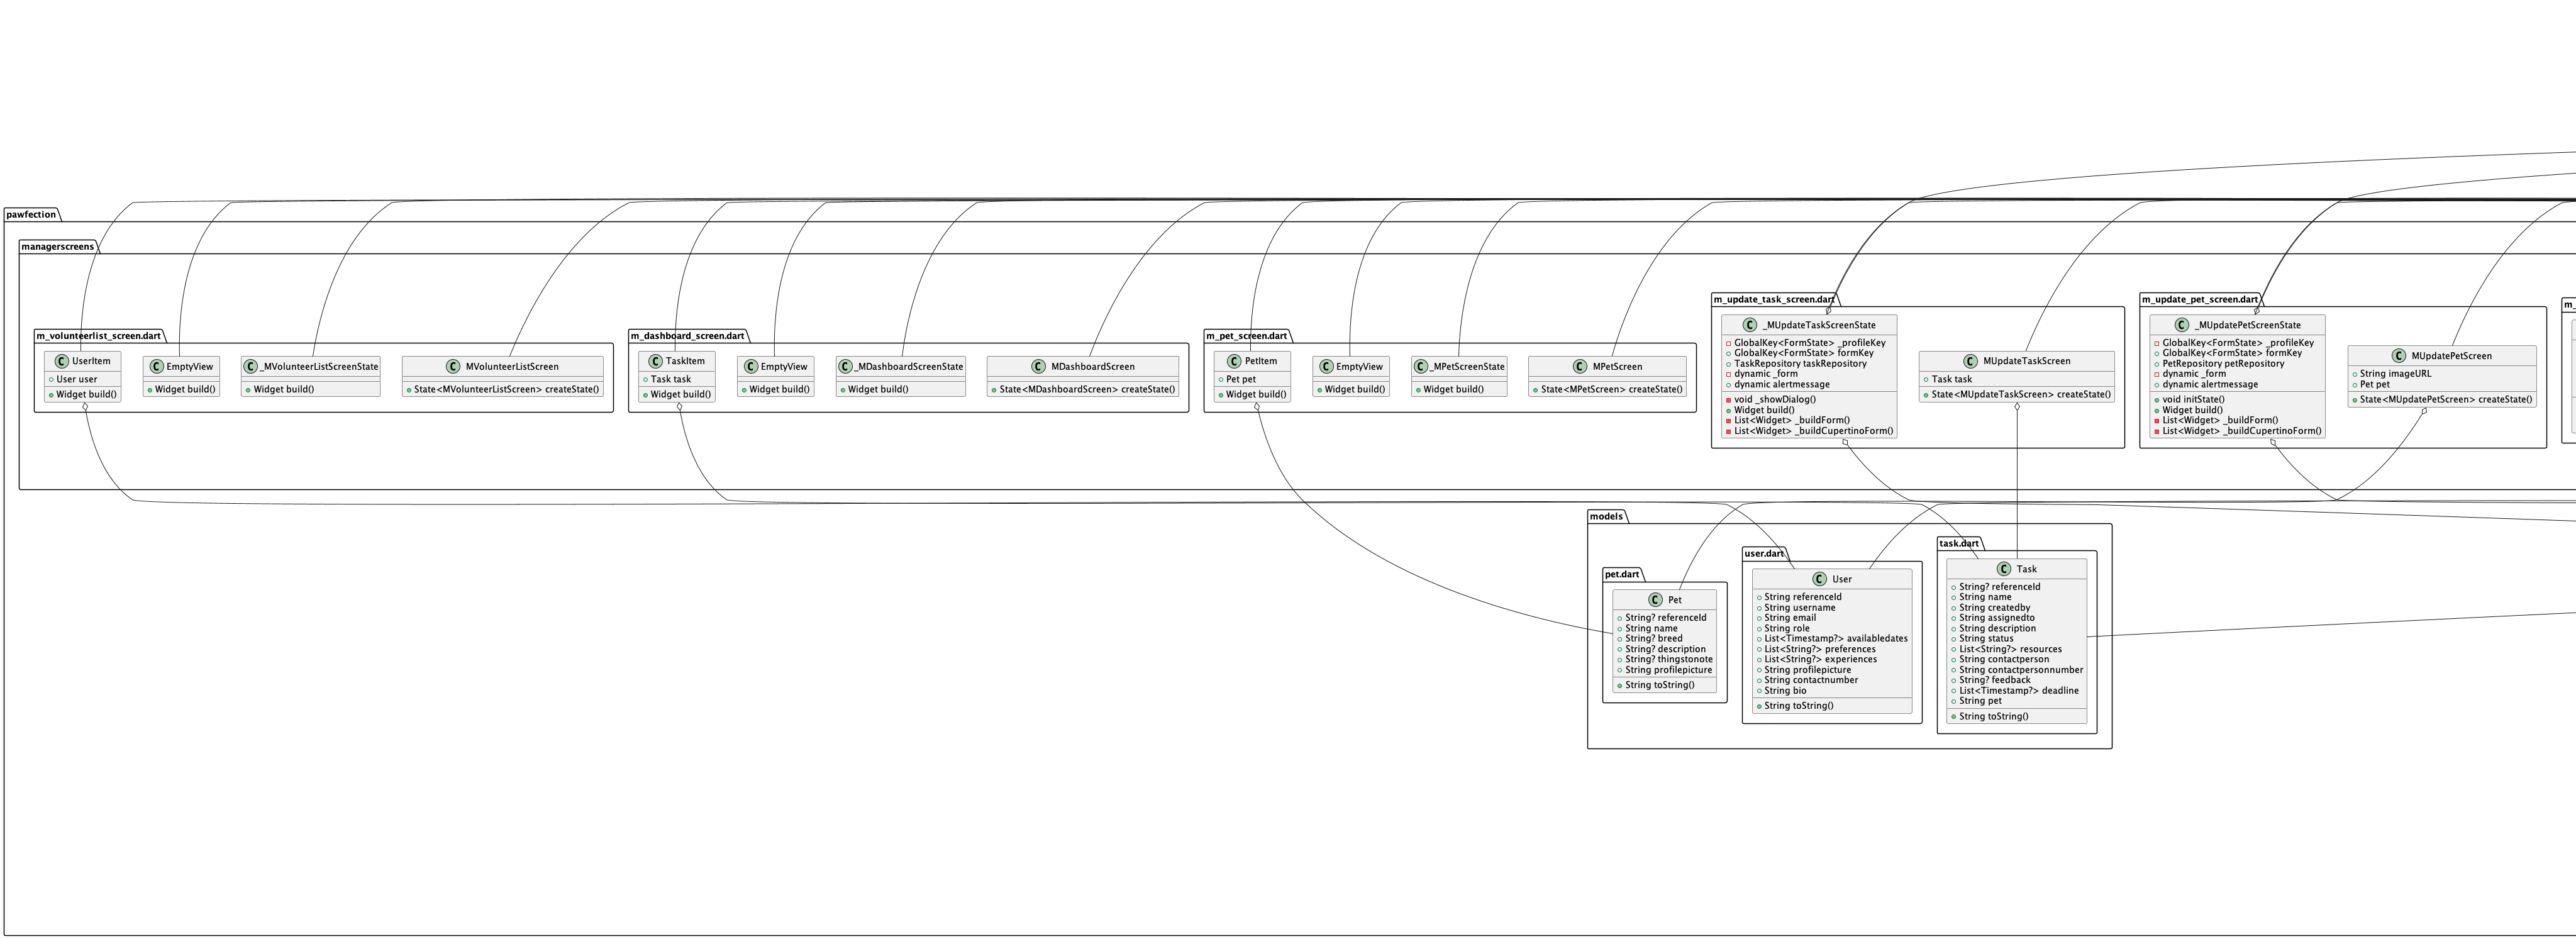 pawfection
managerscreens
m_volunteerlist_screen.dart
C UserItem
User user
Widget build()
C EmptyView
Widget build()
C _MVolunteerListScreenState
Widget build()
C MVolunteerListScreen
State<MVolunteerListScreen> createState()
m_dashboard_screen.dart
C TaskItem
Task task
Widget build()
C EmptyView
Widget build()
C _MDashboardScreenState
Widget build()
C MDashboardScreen
State<MDashboardScreen> createState()
m_pet_screen.dart
C PetItem
Pet pet
Widget build()
C EmptyView
Widget build()
C _MPetScreenState
Widget build()
C MPetScreen
State<MPetScreen> createState()
m_update_task_screen.dart
C _MUpdateTaskScreenState
GlobalKey<FormState> _profileKey
GlobalKey<FormState> formKey
TaskRepository taskRepository
dynamic _form
dynamic alertmessage
void _showDialog()
Widget build()
List<Widget> _buildForm()
List<Widget> _buildCupertinoForm()
C MUpdateTaskScreen
Task task
State<MUpdateTaskScreen> createState()
m_update_pet_screen.dart
C _MUpdatePetScreenState
GlobalKey<FormState> _profileKey
GlobalKey<FormState> formKey
PetRepository petRepository
dynamic _form
dynamic alertmessage
void initState()
Widget build()
List<Widget> _buildForm()
List<Widget> _buildCupertinoForm()
C MUpdatePetScreen
String imageURL
Pet pet
State<MUpdatePetScreen> createState()
m_
models
pet.dart
C Pet
String? referenceId
String name
String? breed
String? description
String? thingstonote
String profilepicture
String toString()
user.dart
C User
String referenceId
String username
String email
String role
List<Timestamp?> availabledates
List<String?> preferences
List<String?> experiences
String profilepicture
String contactnumber
String bio
String toString()
task.dart
C Task
String? referenceId
String name
String createdby
String assignedto
String description
String status
List<String?> resources
String contactperson
String contactpersonnumber
String? feedback
List<Timestamp?> deadline
String pet
String toString()